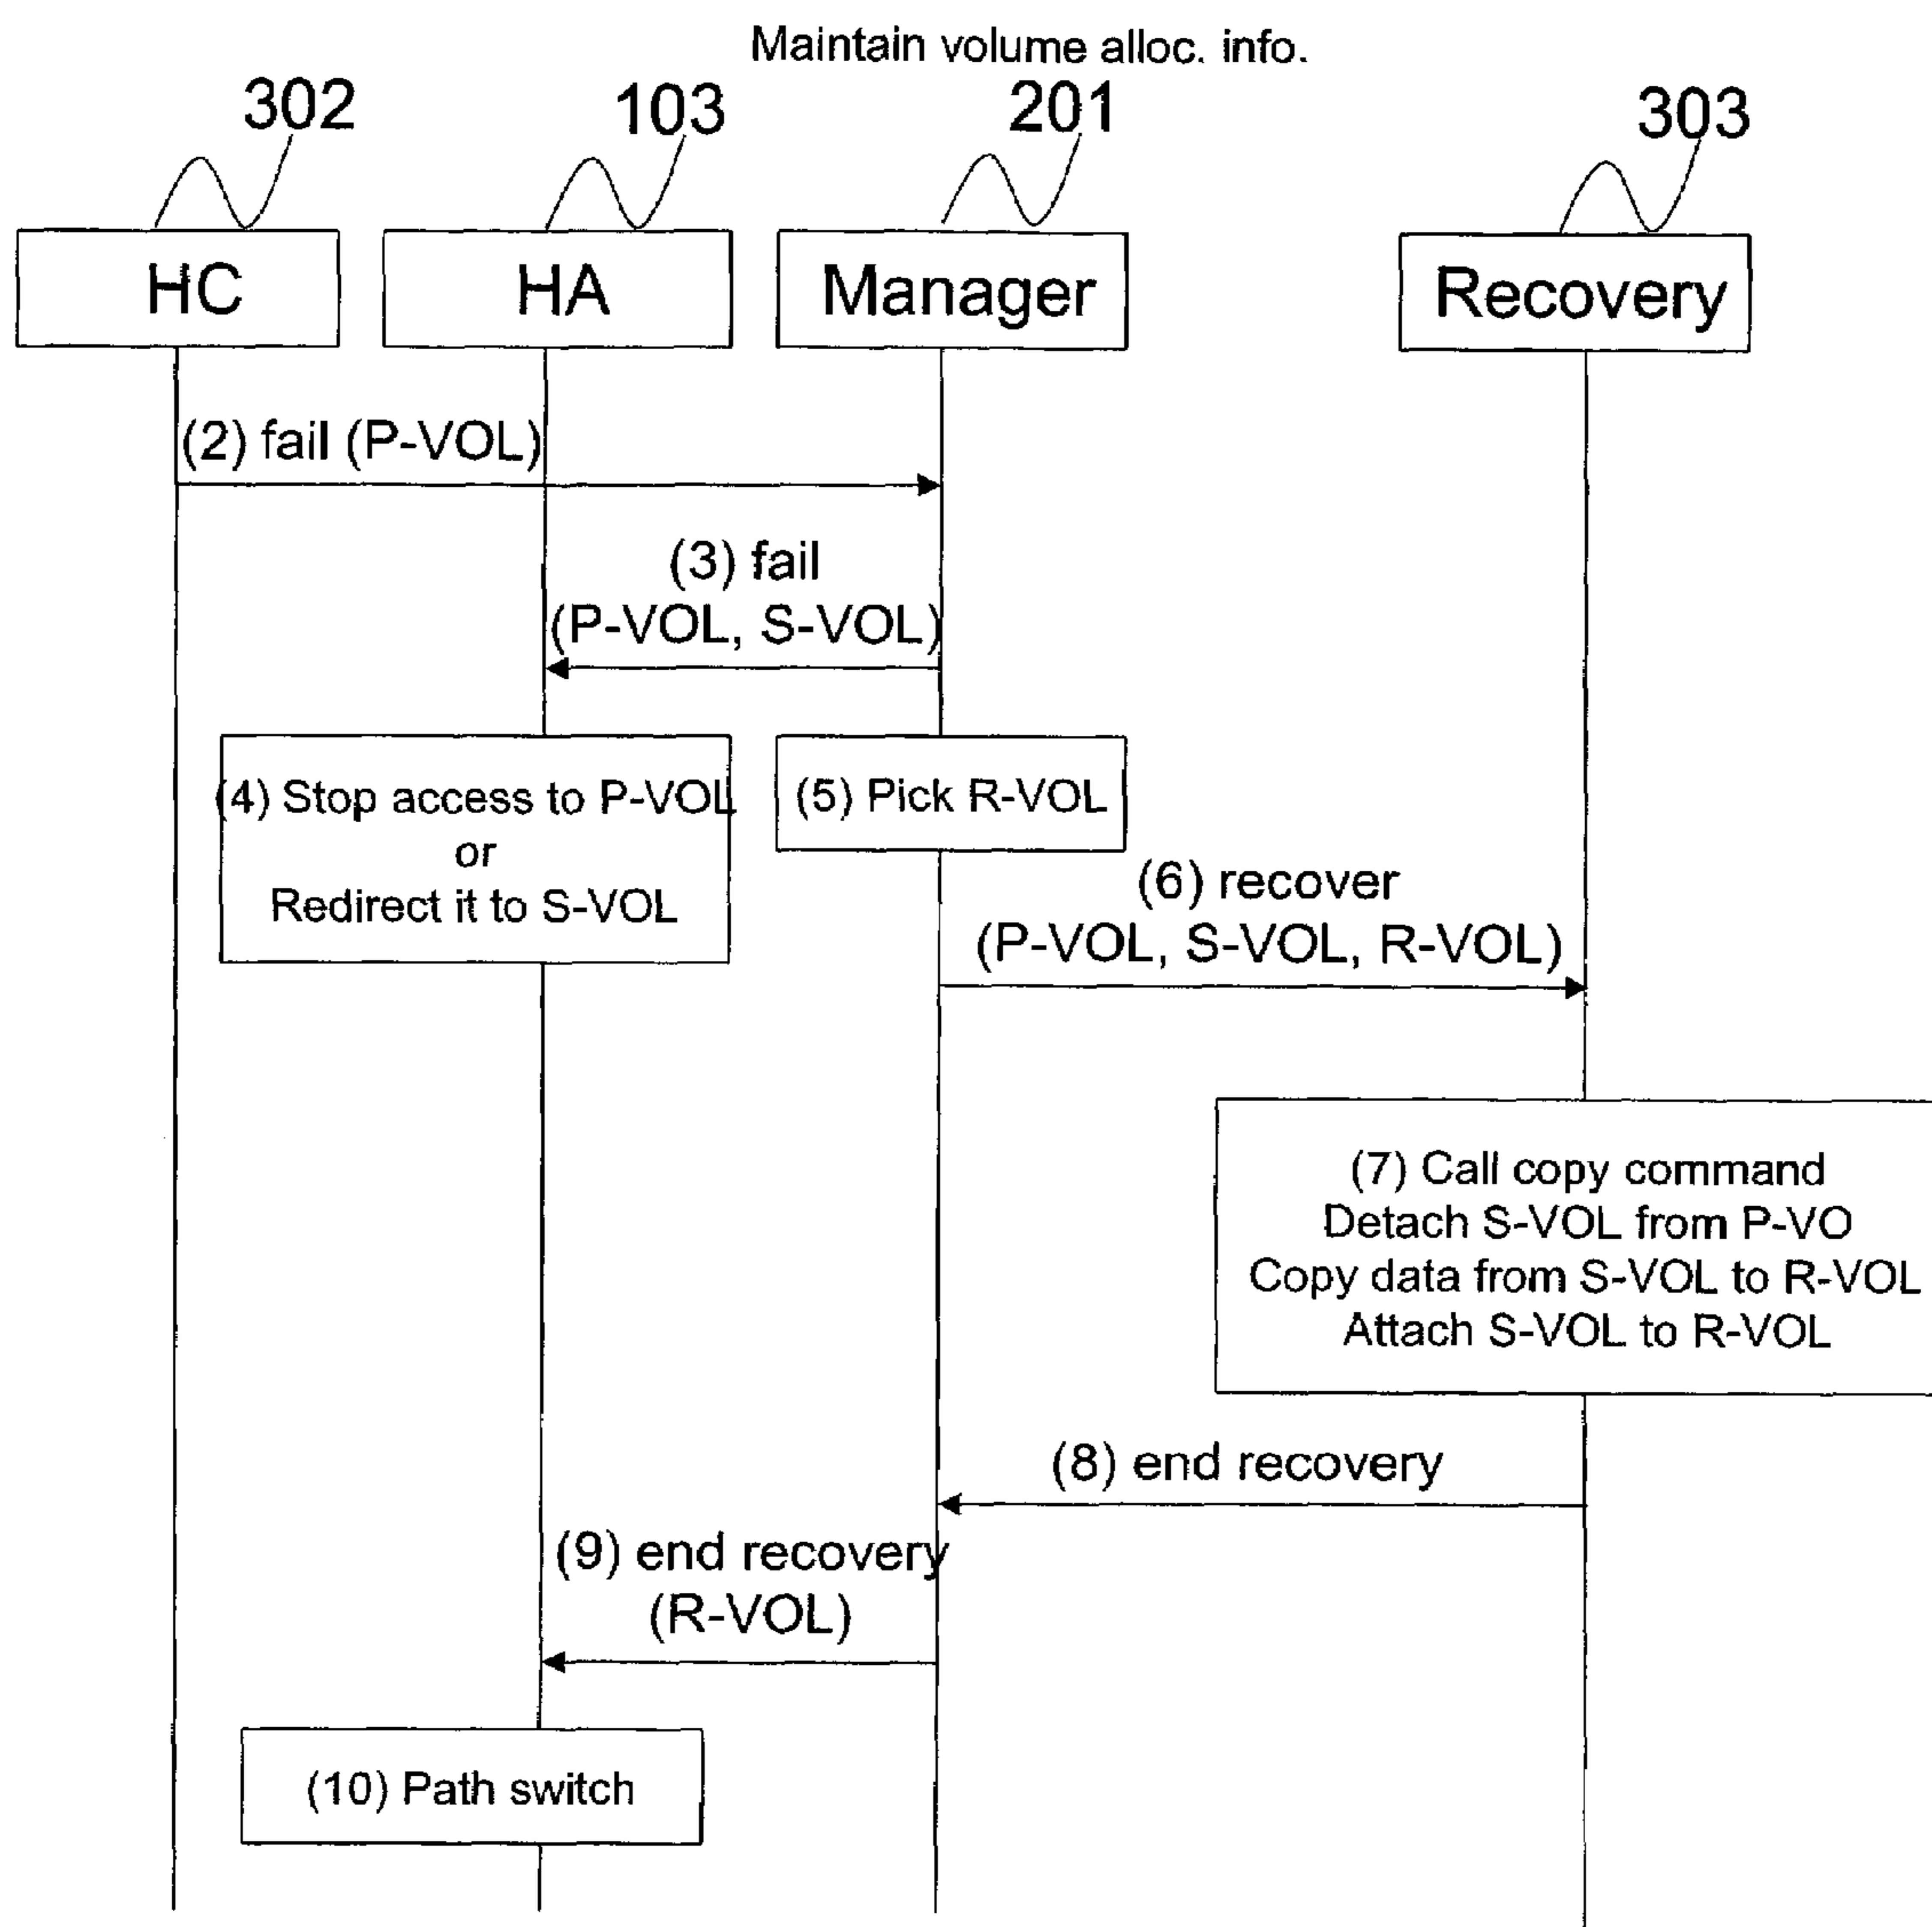 Maintain volume alloc. info.
302
103
201
303
HC
HA
Manager
Recovery
(2) fail (P-VOL)
(3) fail
(P-VOL, S-VOL)
(4) Stop access to P-VOL
or
Redirect it to S-VOL
(5) Pick R-VOL
(6) recover
(P-VOL, S-VOL, R-VOL)
(7) Call copy command
Detach S-VOL from P-VO
Copy data from S-VOL to R-VOL
Attach S-VOL to R-VOL
(8) end recovery
(9) end recovery
(R-VOL)
(10) Path switch